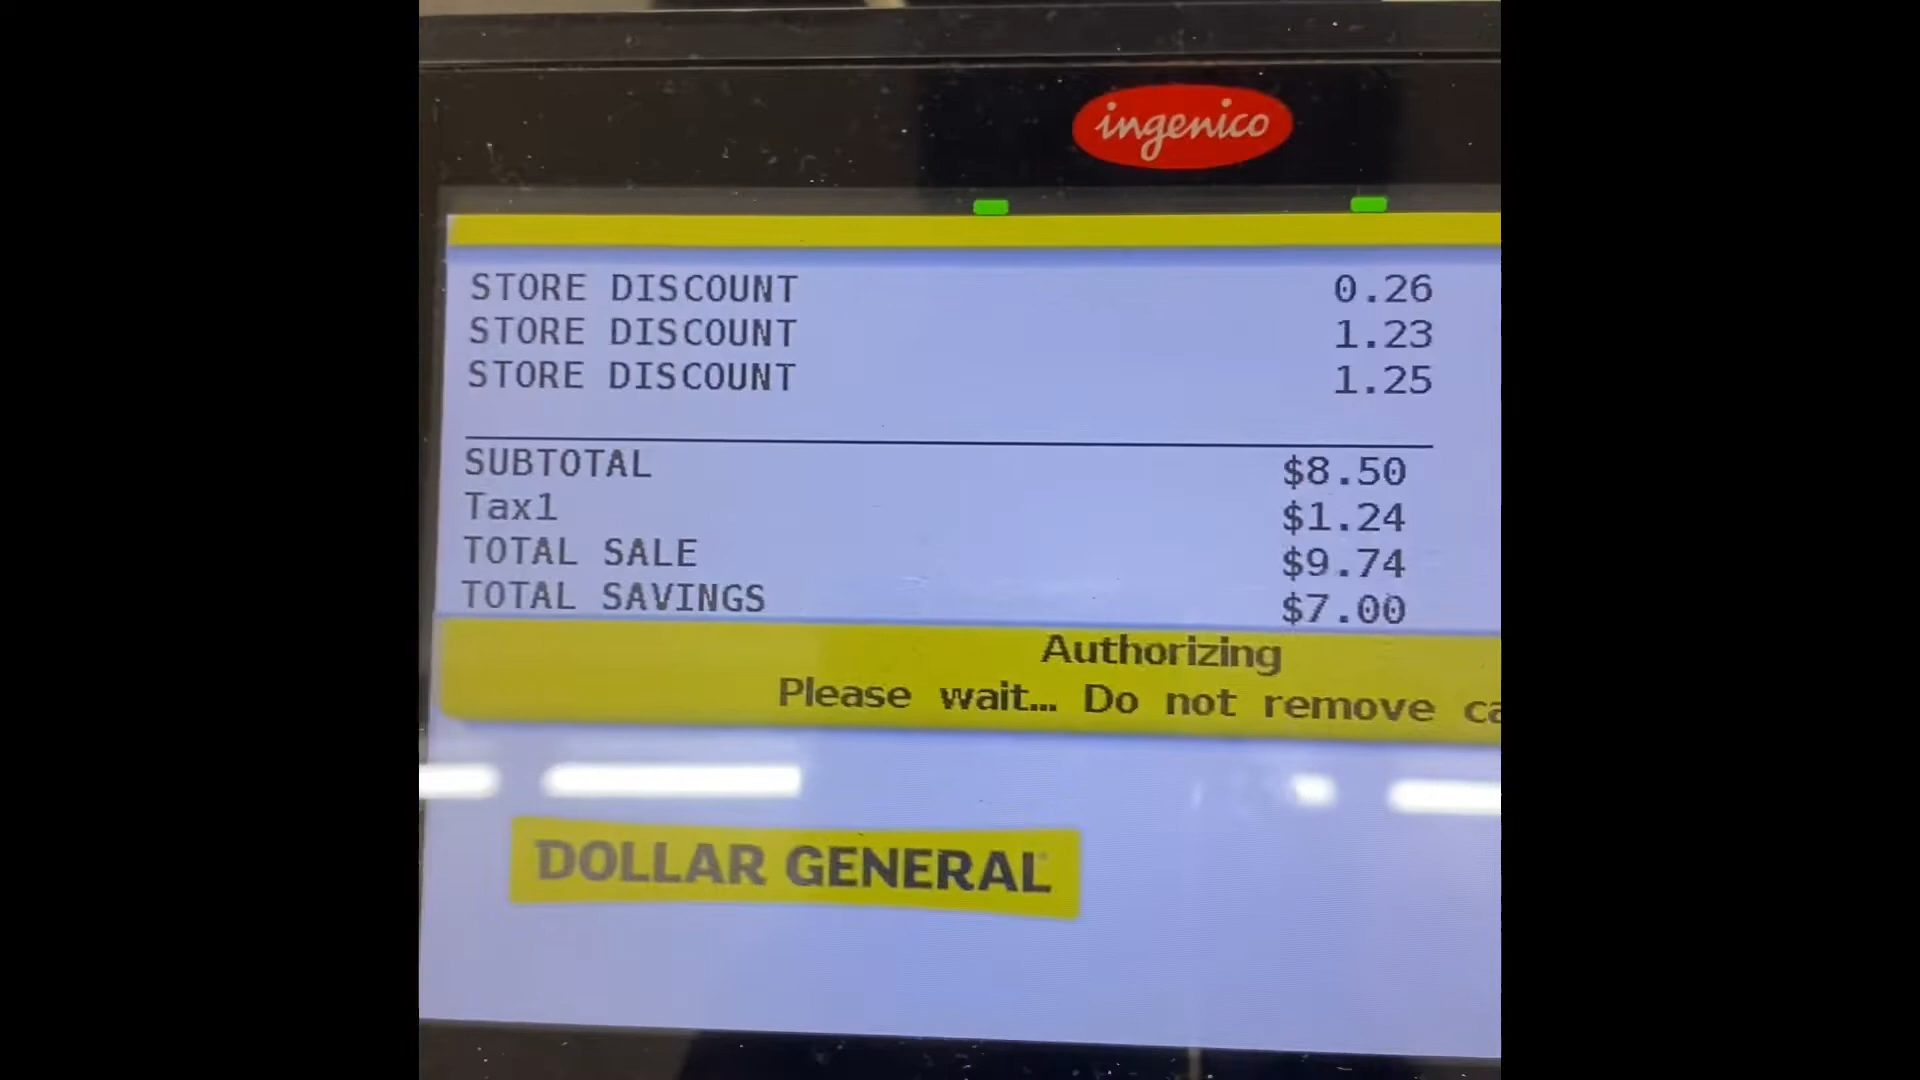 ingenico
STORE DISCOUNT 0.26
STORE DISCOUNT 1.23
STORE DISCOUNT 1.25
SUBTOTAL $8.50
Tax1 $1.24
TOTAL SALE $9.74
TOTAL SAVINGS $7.00
Authorizing
Please wait... Do not remove ca
DOLLAR GENERAL